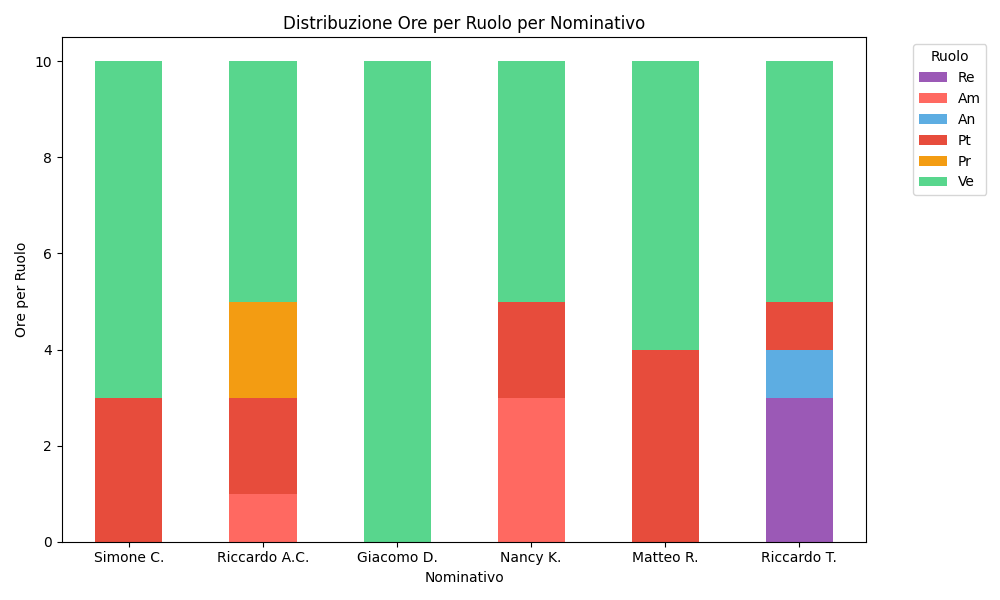 Distribuzione Ore per Ruolo per Nominativo
Ruolo
Re
Am
An
Pt
Pr
Ve
Ore per Ruolo
10
8
6
4
2
0
Simone C.
Riccardo A.C.
Giacomo D.
Nancy K.
Matteo R.
Riccardo T.
Nominativo